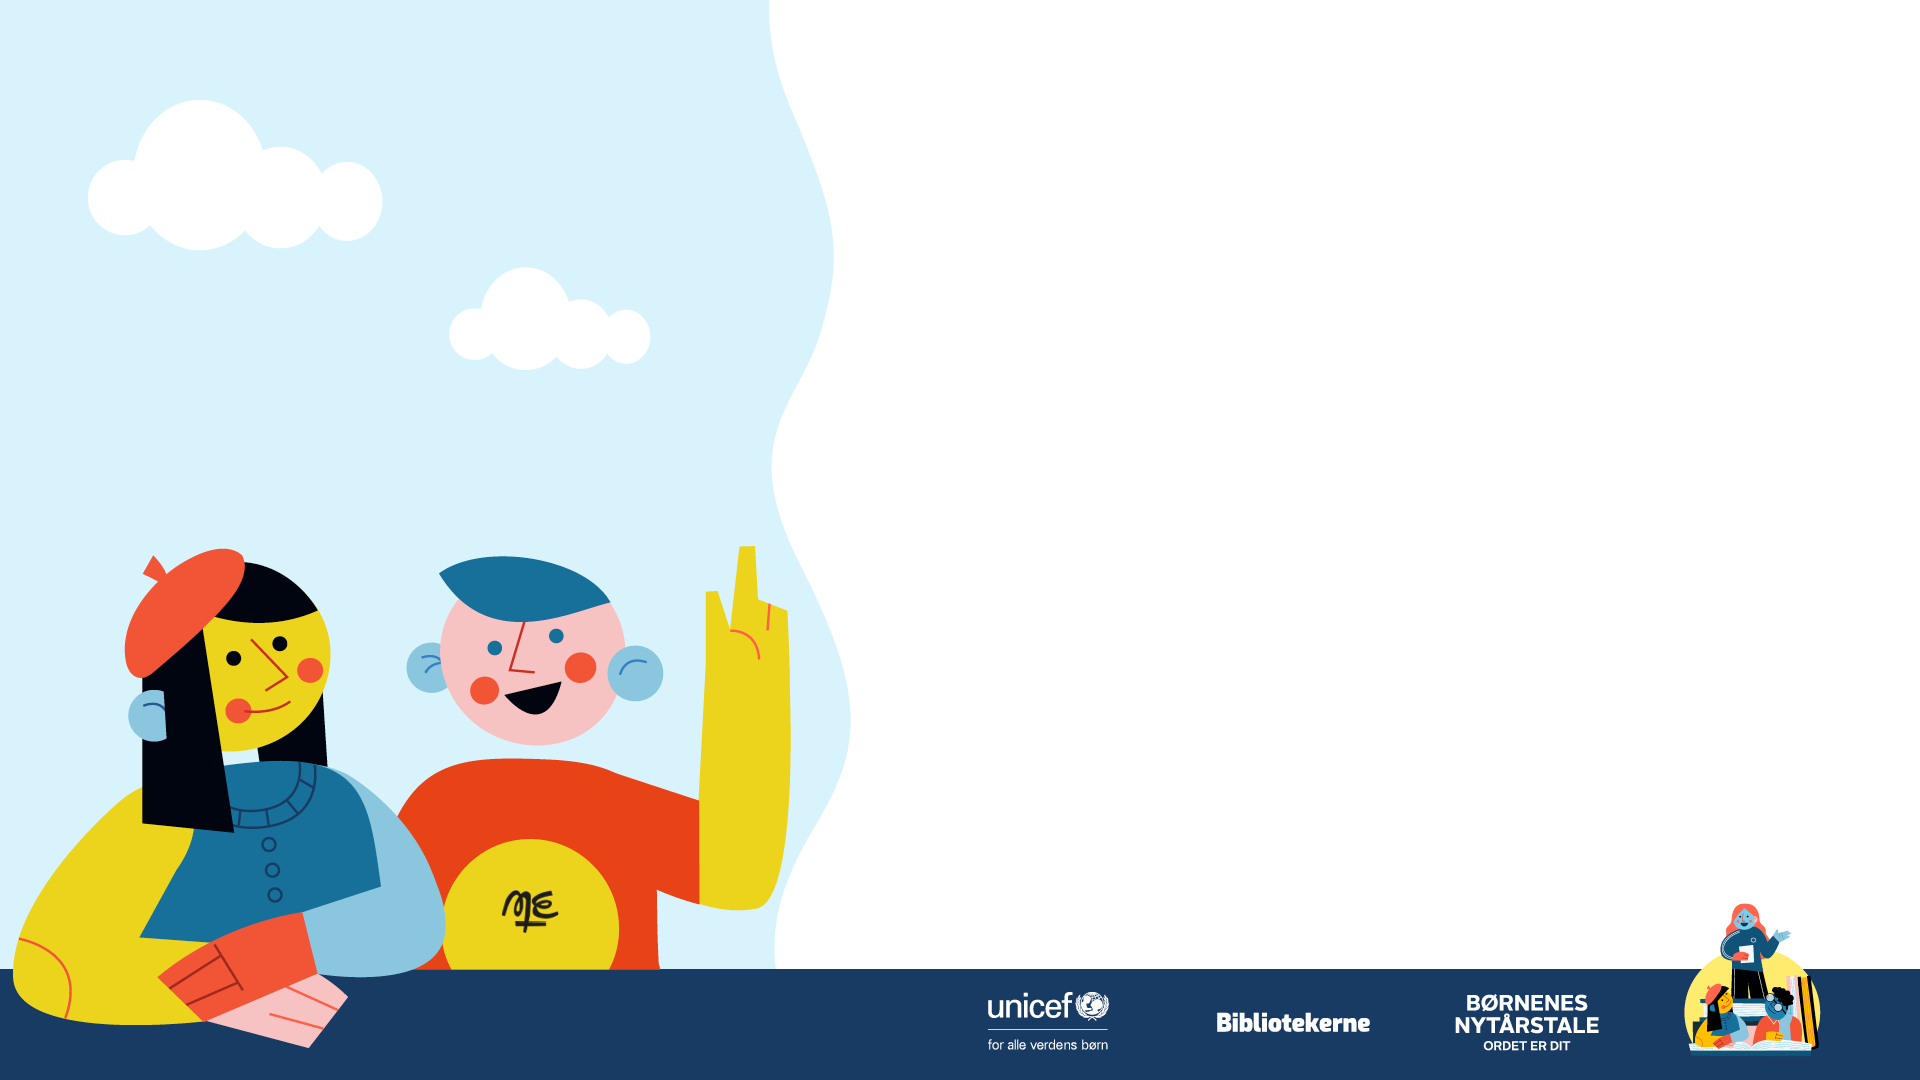 unicef
for alle verdens børn
Bibliotekerne
BØRNENES
NYTÅRSTALE
ORDET ER DIT